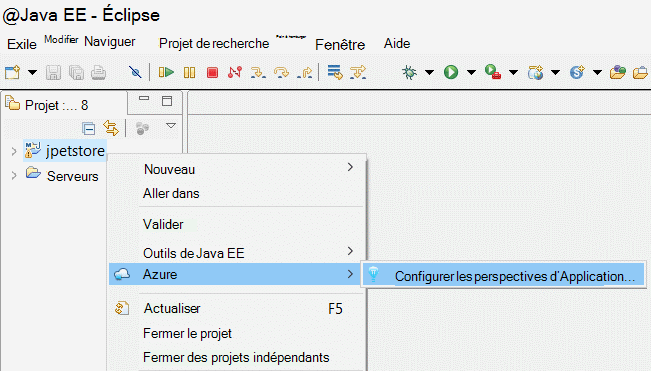 @Java EE - Éclipse
Exile Modifier Naviguer Projet de recherche Fenêtre Aide
Projet :... 8
jpetstore
Serveurs
Nouveau
Aller dans
Valider
Outils de Java EE
Azure
Configurer les perspectives d'Application...
Actualiser F5
Fermer le projet
Fermer des projets indépendants